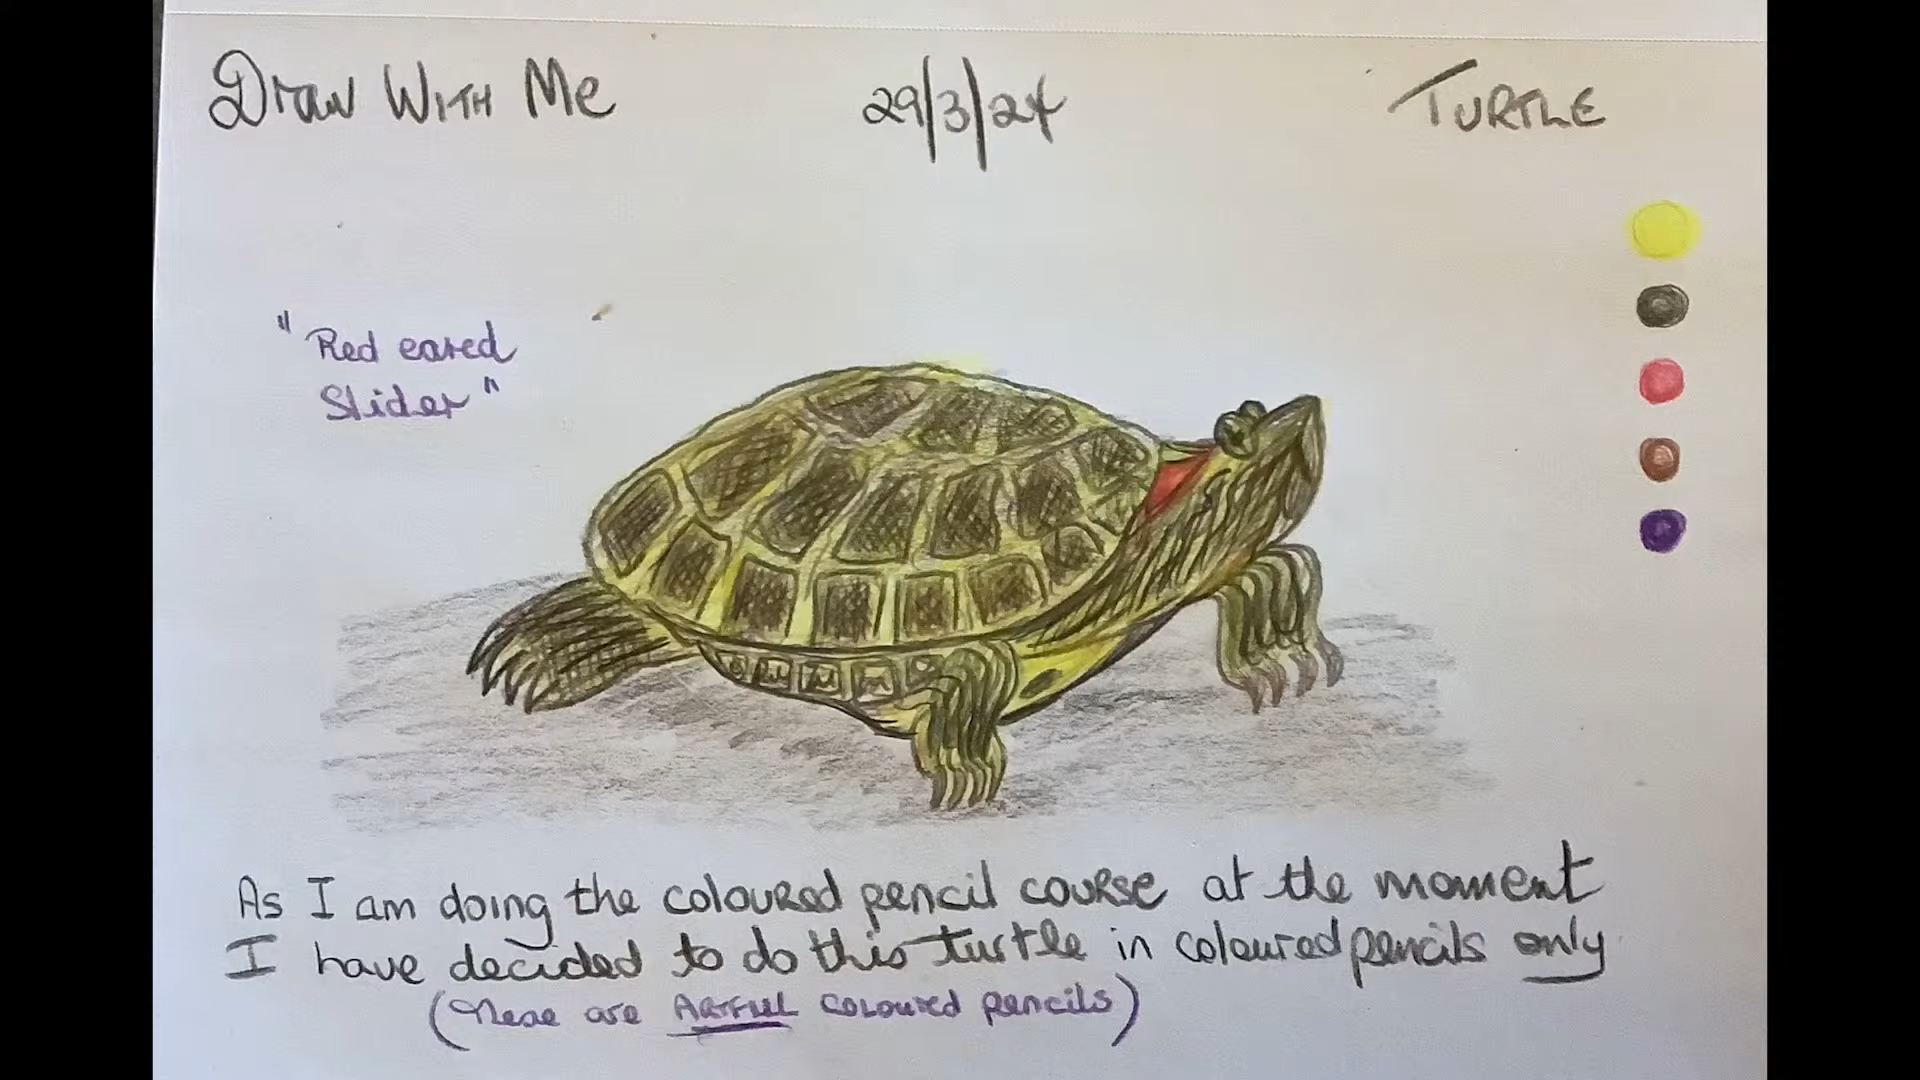 Draw With Me 29/3/24 TURTLE
"Red eared
Slider"
As I am doing the coloured pencil course at the moment
I have decided to do this turtle in coloured pencils only
(These are Artful coloured pencils)